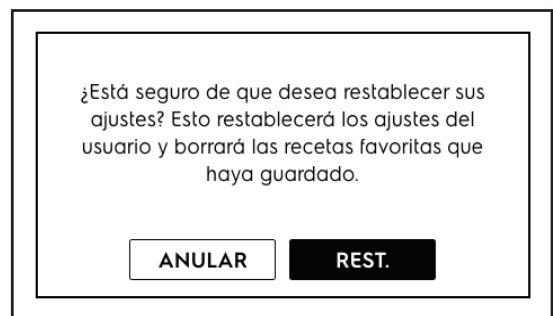 ¿Está seguro de que desea restablecer sus
ajustes? Esto restablecerá los ajustes del
usuario y borrará las recetas favoritas que
haya guardado.
ANULAR REST.